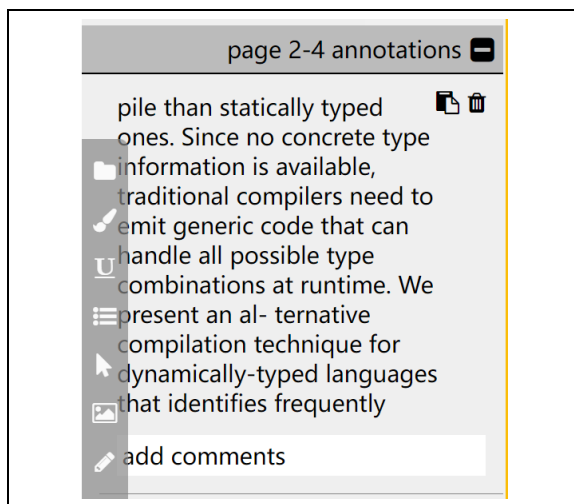 page 2-4 annotations
pile than statically typed
ones. Since no concrete type
information is available,
traditional compilers need to
emit generic code that can
handle all possible type
combinations at runtime. We
present an al- ternative
compilation technique for
dynamically-typed languages
that identifies frequently
add comments